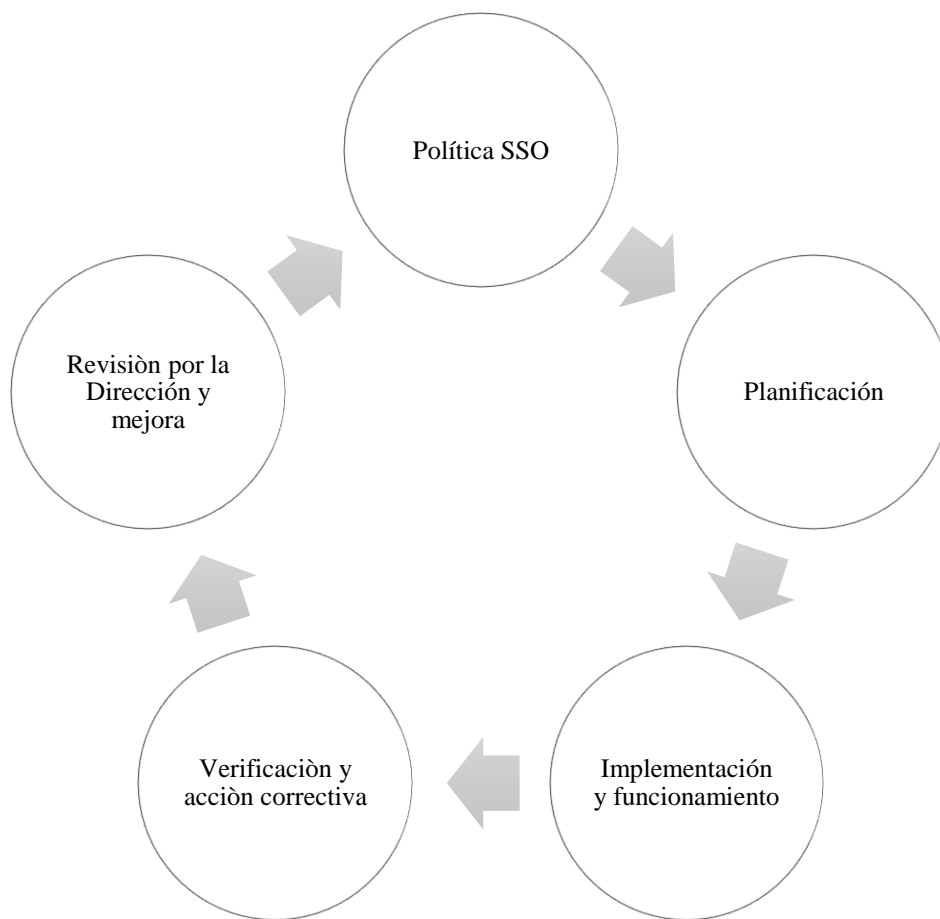 Política SSO
Planificación
Implementación
y funcionamiento
Verificaciòn y
acciòn correctiva
Revisiòn por la
Dirección y
mejora